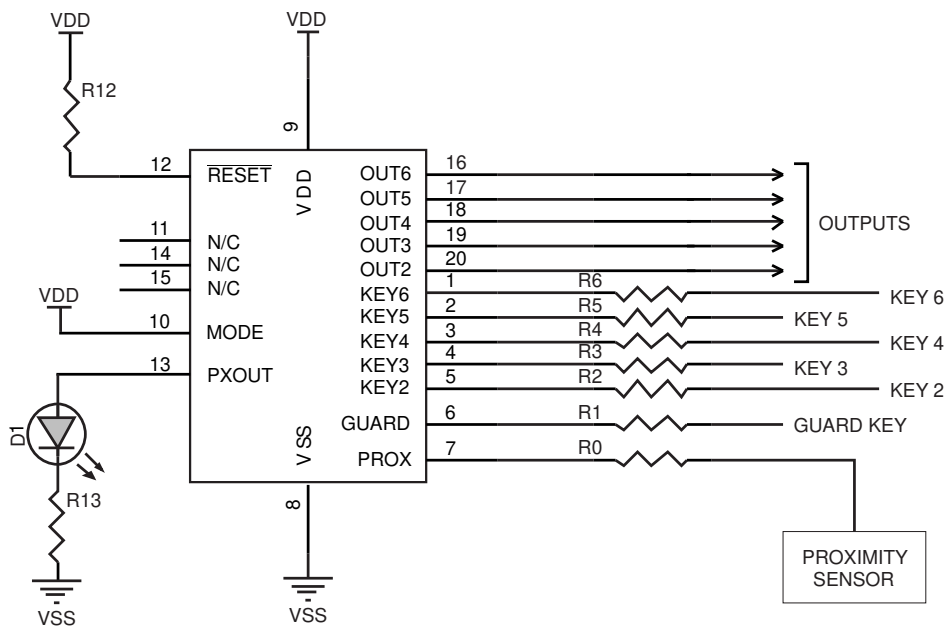 VDD
VDD
R12
9
12
RESET
VDD
OUT6
16
OUT5
17
OUT4
18
OUT3
19
OUT2
20
OUTPUTS
11
N/C
14
N/C
15
N/C
VDD
10
MODE
13
PXOUT
KEY6
1
R6
KEY 6
KEY5
2
R5
KEY 5
KEY4
3
R4
KEY 4
KEY3
4
R3
KEY 3
KEY2
5
R2
KEY 2
GUARD
6
R1
GUARD KEY
PROX
7
R0
D1
R13
VSS
VSS
8
VSS
PROXIMITY
SENSOR